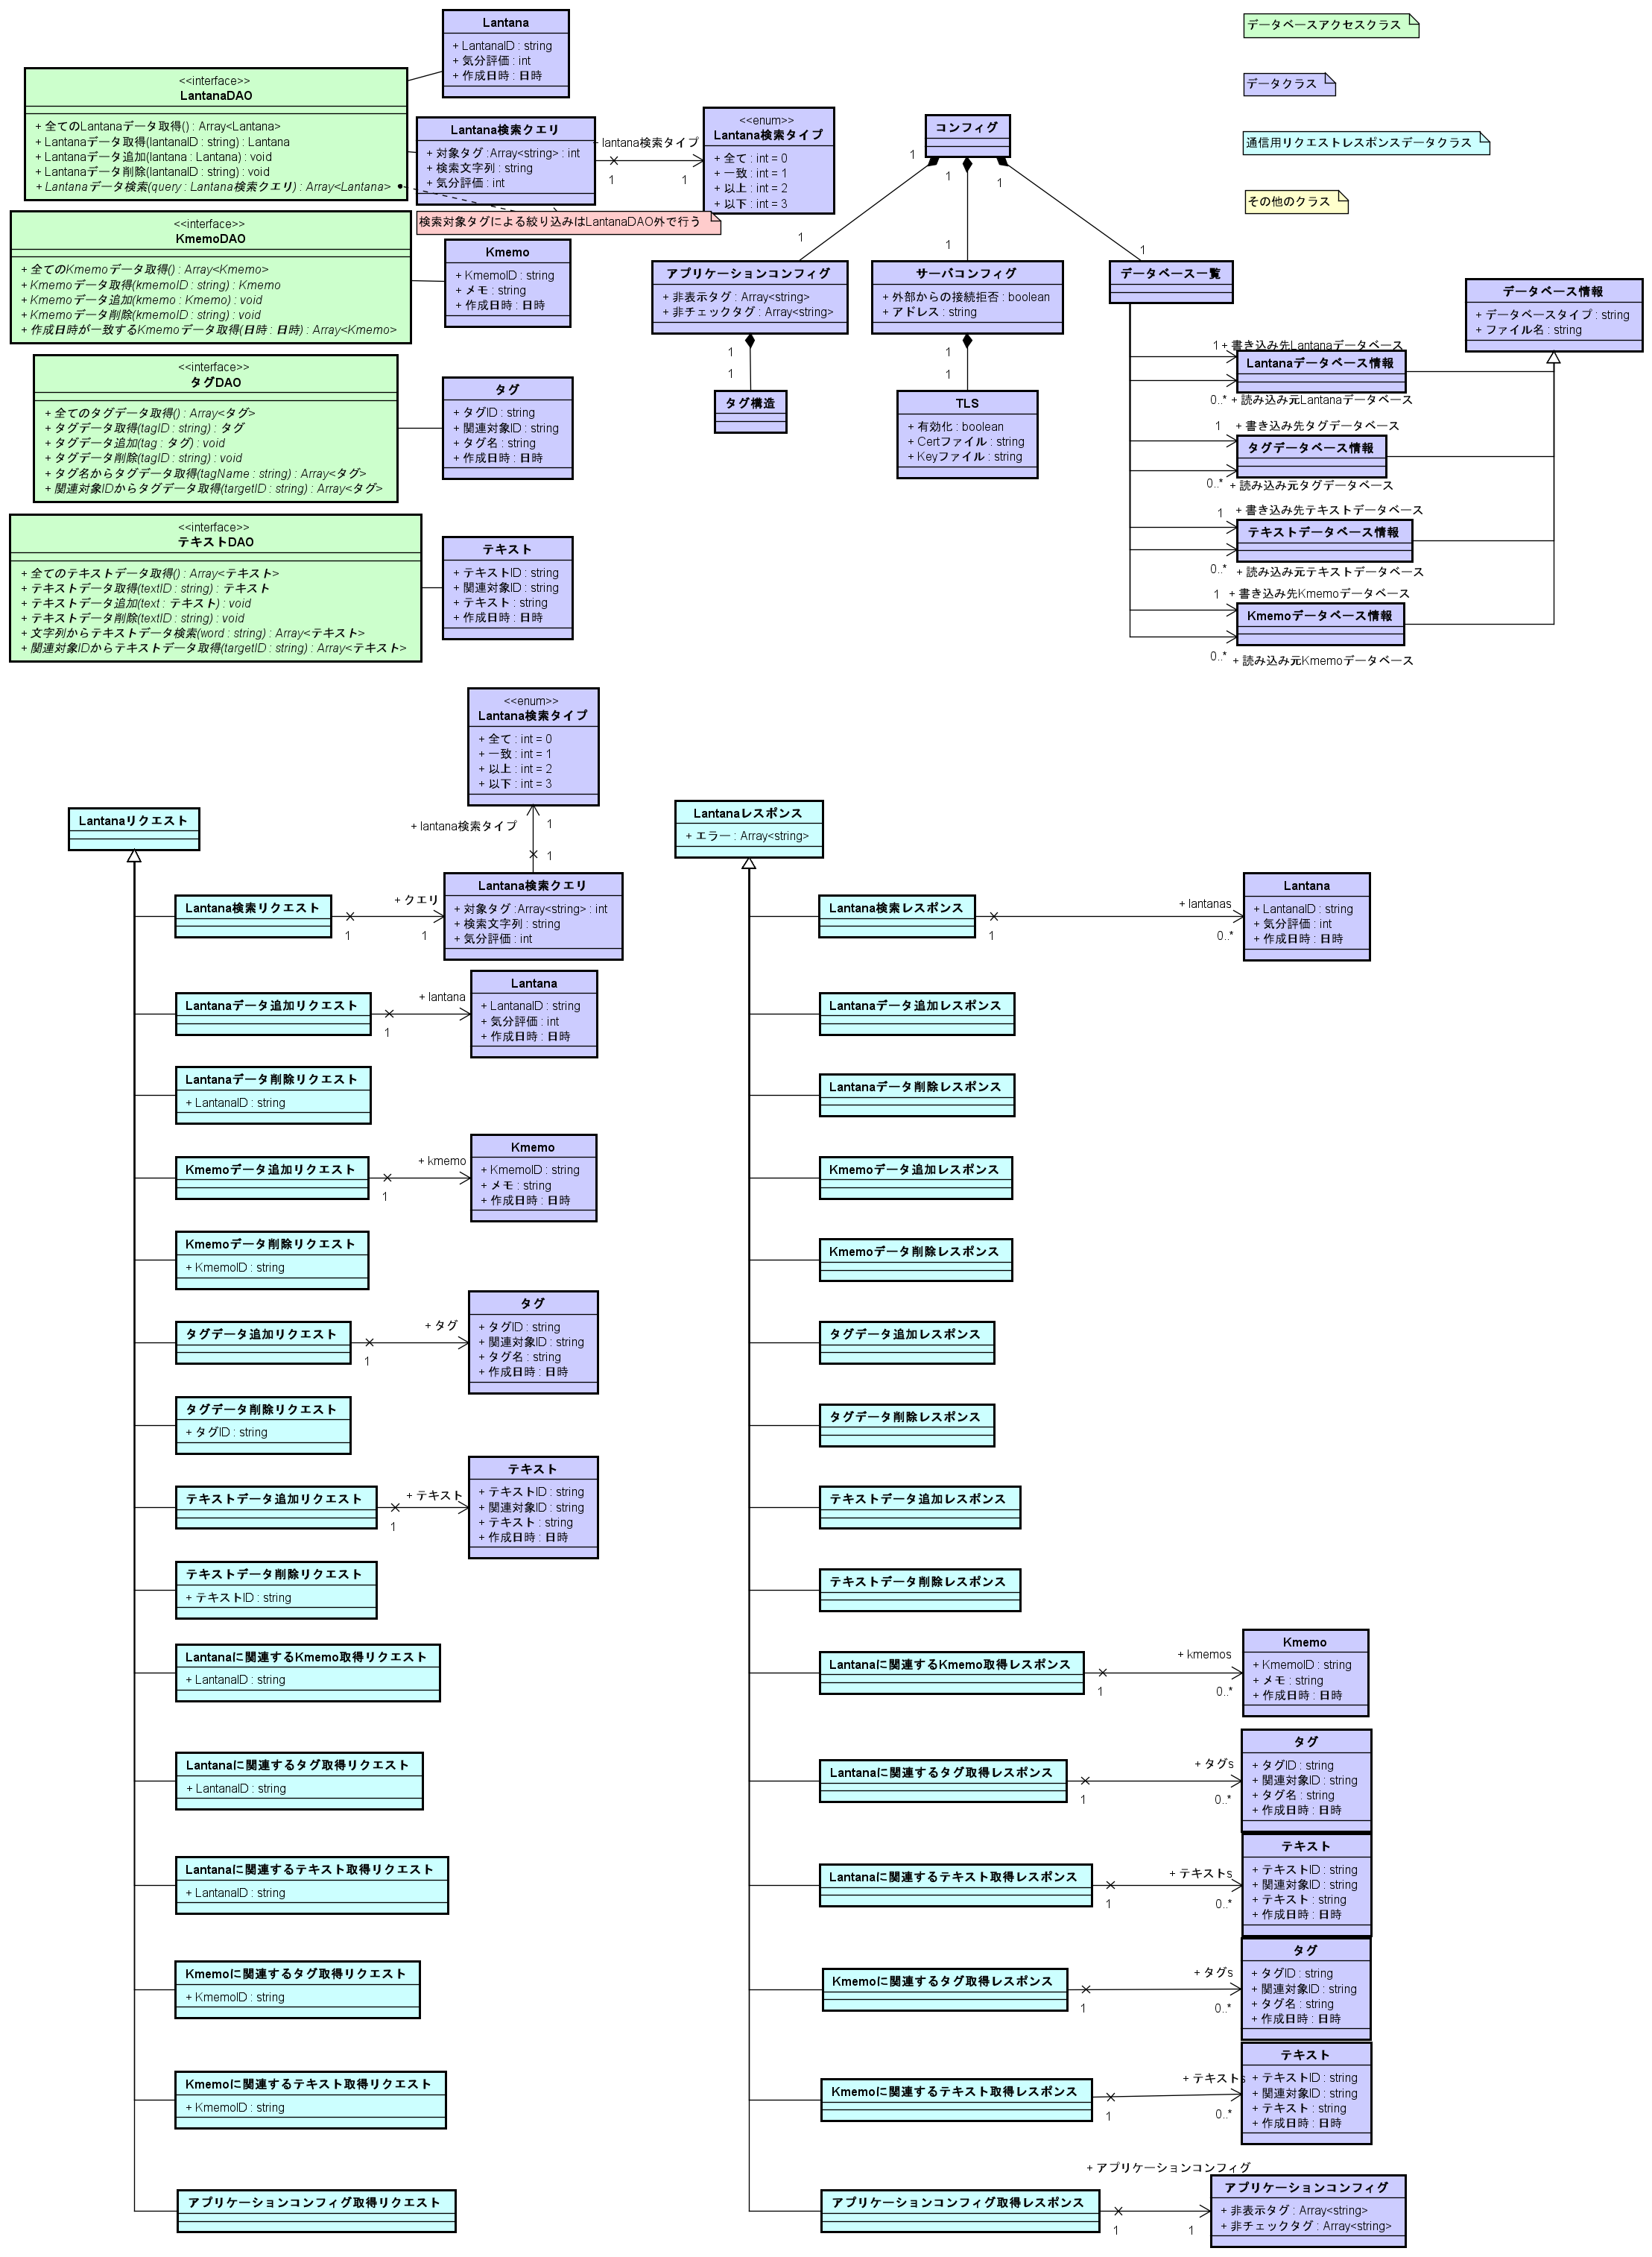 Lantana
+ LantanaID : string
+ 気分評価 : int
+ 作成日時 : 日時
データベースアクセスクラス
データクラス
通信用リクエストレスポンスデータクラス
その他のクラス
<<interface>>
LantanaDAO
+ 全てのLantanaデータ取得() : Array<Lantana>
+ Lantanaデータ取得(lantanaID : string) : Lantana
+ Lantanaデータ追加(lantana : Lantana) : void
+ Lantanaデータ削除(lantanaID : string) : void
+ Lantanaデータ検索(query : Lantana検索クエリ) : Array<Lantana>
Lantana検索クエリ
+ 対象タグ :Array<string> : int
+ 検索文字列 : string
+ 気分評価 : int
+ lantana検索タイプ
1
1
<<enum>>
Lantana検索タイプ
+ 全て : int = 0
+ 一致 : int = 1
+ 以上 : int = 2
+ 以下 : int = 3
検索対象タグによる絞り込みはLantanaDAO外で行う
コンフィグ
1
1
1
1
1
1
<<interface>>
KmemoDAO
+ 全てのKmemoデータ取得() : Array<Kmemo>
+ Kmemoデータ取得(kmemoID : string) : Kmemo
+ Kmemoデータ追加(kmemo : Kmemo) : void
+ Kmemoデータ削除(kmemoID : string) : void
+ 作成日時が一致するKmemoデータ取得(日時 : 日時) : Array<Kmemo>
Kmemo
+ KmemoID : string
+ メモ : string
+ 作成日時 : 日時
アプリケーションコンフィグ
+ 非表示タグ : Array<string>
+ 非チェックタグ : Array<string>
1
1
タグ構造
サーバコンフィグ
+ 外部からの接続拒否 : boolean
+ アドレス : string
1
1
TLS
+ 有効化 : boolean
+ Certファイル : string
+ Keyファイル : string
データベース一覧
データベース情報
+ データベースタイプ : string
+ ファイル名 : string
1 + 書き込み先Lantanaデータベース
Lantanaデータベース情報
0..* + 読み込み元Lantanaデータベース
1 + 書き込み先タグデータベース
タグデータベース情報
0..* + 読み込み元タグデータベース
1 + 書き込み先テキストデータベース
テキストデータベース情報
0..* + 読み込み元テキストデータベース
1 + 書き込み先Kmemoデータベース
Kmemoデータベース情報
0..* + 読み込み元Kmemoデータベース
<<interface>>
タグDAO
+ 全てのタグデータ取得() : Array<タグ>
+ タグデータ取得(tagID : string) : タグ
+ タグデータ追加(tag : タグ) : void
+ タグデータ削除(tagID : string) : void
+ タグ名からタグデータ取得(tagName : string) : Array<タグ>
+ 関連対象IDからタグデータ取得(targetID : string) : Array<タグ>
タグ
+ タグID : string
+ 関連対象ID : string
+ タグ名 : string
+ 作成日時 : 日時
<<interface>>
テキストDAO
+ 全てのテキストデータ取得() : Array<テキスト>
+ テキストデータ取得(textID : string) : テキスト
+ テキストデータ追加(text : テキスト) : void
+ テキストデータ削除(textID : string) : void
+ 文字列からテキストデータ検索(word : string) : Array<テキスト>
+ 関連対象IDからテキストデータ取得(targetID : string) : Array<テキスト>
テキスト
+ テキストID : string
+ 関連対象ID : string
+ テキスト : string
+ 作成日時 : 日時
<<enum>>
Lantana検索タイプ
+ 全て : int = 0
+ 一致 : int = 1
+ 以上 : int = 2
+ 以下 : int = 3
+ lantana検索タイプ
1
1
Lantanaリクエスト
Lantana検索リクエスト
+ クエリ
1
1
Lantana検索クエリ
+ 対象タグ :Array<string> : int
+ 検索文字列 : string
+ 気分評価 : int
Lantanaデータ追加リクエスト
+ lantana
1
Lantana
+ LantanaID : string
+ 気分評価 : int
+ 作成日時 : 日時
Lantanaデータ削除リクエスト
+ LantanaID : string
Kmemoデータ追加リクエスト
+ kmemo
1
Kmemo
+ KmemoID : string
+ メモ : string
+ 作成日時 : 日時
Kmemoデータ削除リクエスト
+ KmemoID : string
タグデータ追加リクエスト
+ タグ
1
タグ
+ タグID : string
+ 関連対象ID : string
+ タグ名 : string
+ 作成日時 : 日時
タグデータ削除リクエスト
+ タグID : string
テキストデータ追加リクエスト
+ テキスト
1
テキスト
+ テキストID : string
+ 関連対象ID : string
+ テキスト : string
+ 作成日時 : 日時
テキストデータ削除リクエスト
+ テキストID : string
Lantanaに関連するKmemo取得リクエスト
+ LantanaID : string
Lantanaに関連するタグ取得リクエスト
+ LantanaID : string
Lantanaに関連するテキスト取得リクエスト
+ LantanaID : string
Kmemoに関連するタグ取得リクエスト
+ KmemoID : string
Kmemoに関連するテキスト取得リクエスト
+ KmemoID : string
アプリケーションコンフィグ取得リクエスト
Lantanaレスポンス
+ エラー : Array<string>
Lantana検索レスポンス
+ lantanas
1
0..*
Lantana
+ LantanaID : string
+ 気分評価 : int
+ 作成日時 : 日時
Lantanaデータ追加レスポンス
Lantanaデータ削除レスポンス
Kmemoデータ追加レスポンス
Kmemoデータ削除レスポンス
タグデータ追加レスポンス
タグデータ削除レスポンス
テキストデータ追加レスポンス
テキストデータ削除レスポンス
Lantanaに関連するKmemo取得レスポンス
+ kmemos
1
0..*
Kmemo
+ KmemoID : string
+ メモ : string
+ 作成日時 : 日時
Lantanaに関連するタグ取得レスポンス
+ タグs
1
0..*
タグ
+ タグID : string
+ 関連対象ID : string
+ タグ名 : string
+ 作成日時 : 日時
Lantanaに関連するテキスト取得レスポンス
+ テキストs
1
0..*
テキスト
+ テキストID : string
+ 関連対象ID : string
+ テキスト : string
+ 作成日時 : 日時
Kmemoに関連するタグ取得レスポンス
+ タグs
1
0..*
タグ
+ タグID : string
+ 関連対象ID : string
+ タグ名 : string
+ 作成日時 : 日時
Kmemoに関連するテキスト取得レスポンス
+ テキストs
1
0..*
テキスト
+ テキストID : string
+ 関連対象ID : string
+ テキスト : string
+ 作成日時 : 日時
アプリケーションコンフィグ取得レスポンス
+ アプリケーションコンフィグ
1
1
アプリケーションコンフィグ
+ 非表示タグ : Array<string>
+ 非チェックタグ : Array<string>